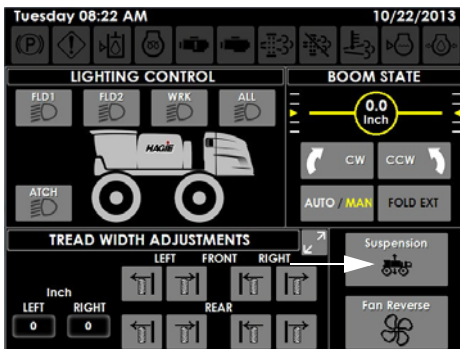 Tuesday 08:22 AM 10/22/2013
(P)
LIGHTING CONTROL
FLD1 FLD2 WRK ALL
HAGIE
ATCH
BOOM STATE
0.0
Inch
CW CCW
AUTO / MAN FOLD EXT
TREAD WIDTH ADJUSTMENTS
LEFT FRONT RIGHT
Inch
LEFT RIGHT
0 0
REAR
Suspension
Fan Reverse